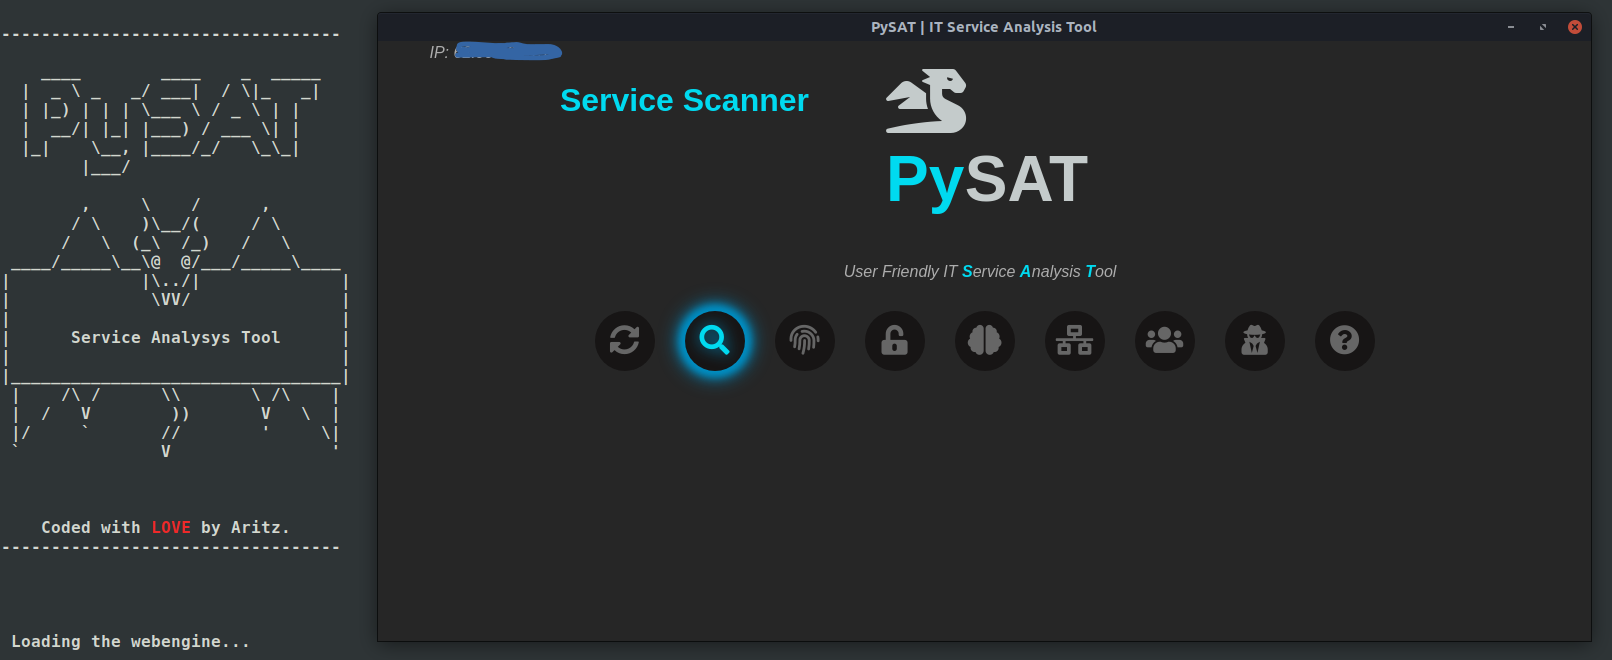 PySAT
Service Analysys Tool
Coded with LOVE by Aritz.
Loading the webengine...
PySAT | IT Service Analysis Tool
IP:
Service Scanner
PySAT
User Friendly IT Service Analysis Tool